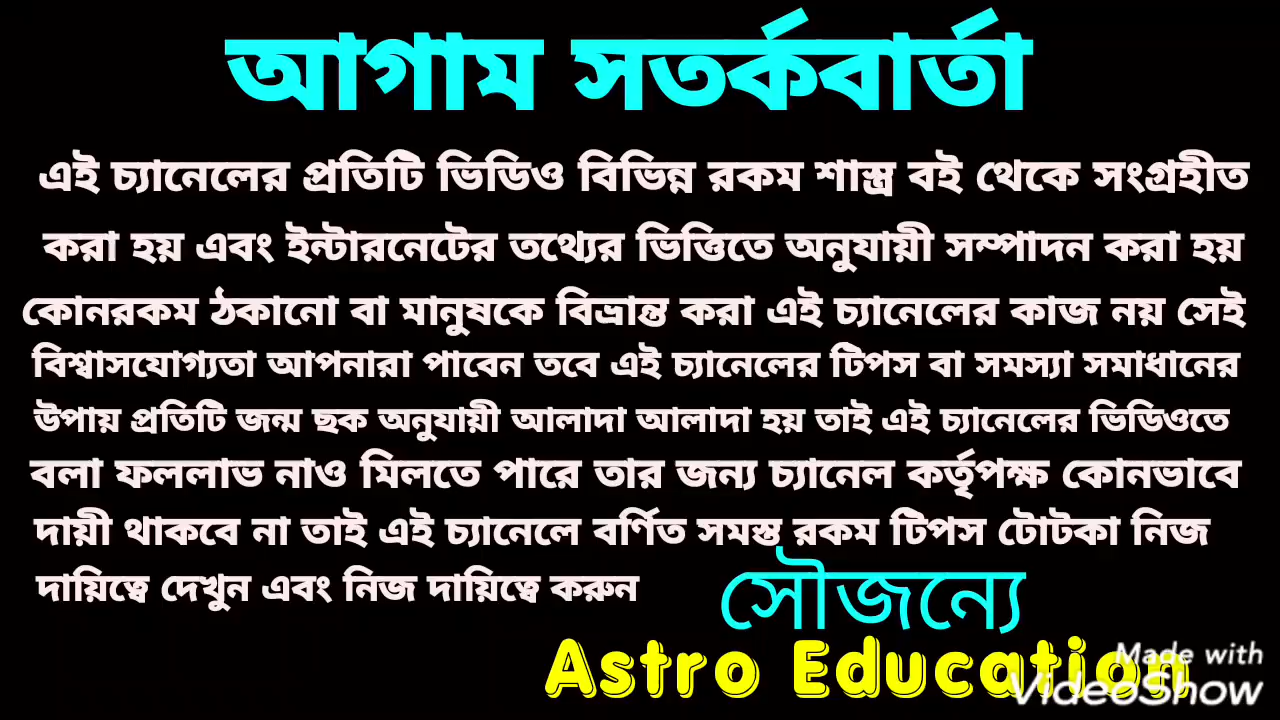 আগাম সতর্কবার্তা
এই চ্যানেলের প্রতিটি ভিডিও বিভিন্ন রকম শাস্ত্র বই থেকে সংগ্রহীত
করা হয় এবং ইন্টারনেটের তথ্যের ভিত্তিতে অনুযায়ী সম্পাদন করা হয়
কোনরকম ঠকানো বা মানুষকে বিভ্রান্ত করা এই চ্যানেলের কাজ নয় সেই
বিশ্বাসযোগ্যতা আপনারা পাবেন তবে এই চ্যানেলের টিপস বা সমস্যা সমাধানের
উপায় প্রতিটি জন্ম ছক অনুযায়ী আলাদা আলাদা হয় তাই এই চ্যানেলের ভিডিওতে
বলা ফললাভ নাও মিলতে পারে তার জন্য চ্যানেল কর্তৃপক্ষ কোনভাবে
দায়ী থাকবে না তাই এই চ্যানেলে বর্ণিত সমস্ত রকম টিপস টোটকা নিজ
দায়িত্বে দেখুন এবং নিজ দায়িত্বে করুন
সৌজন্যে
Astro Education
Made with
VideoShow